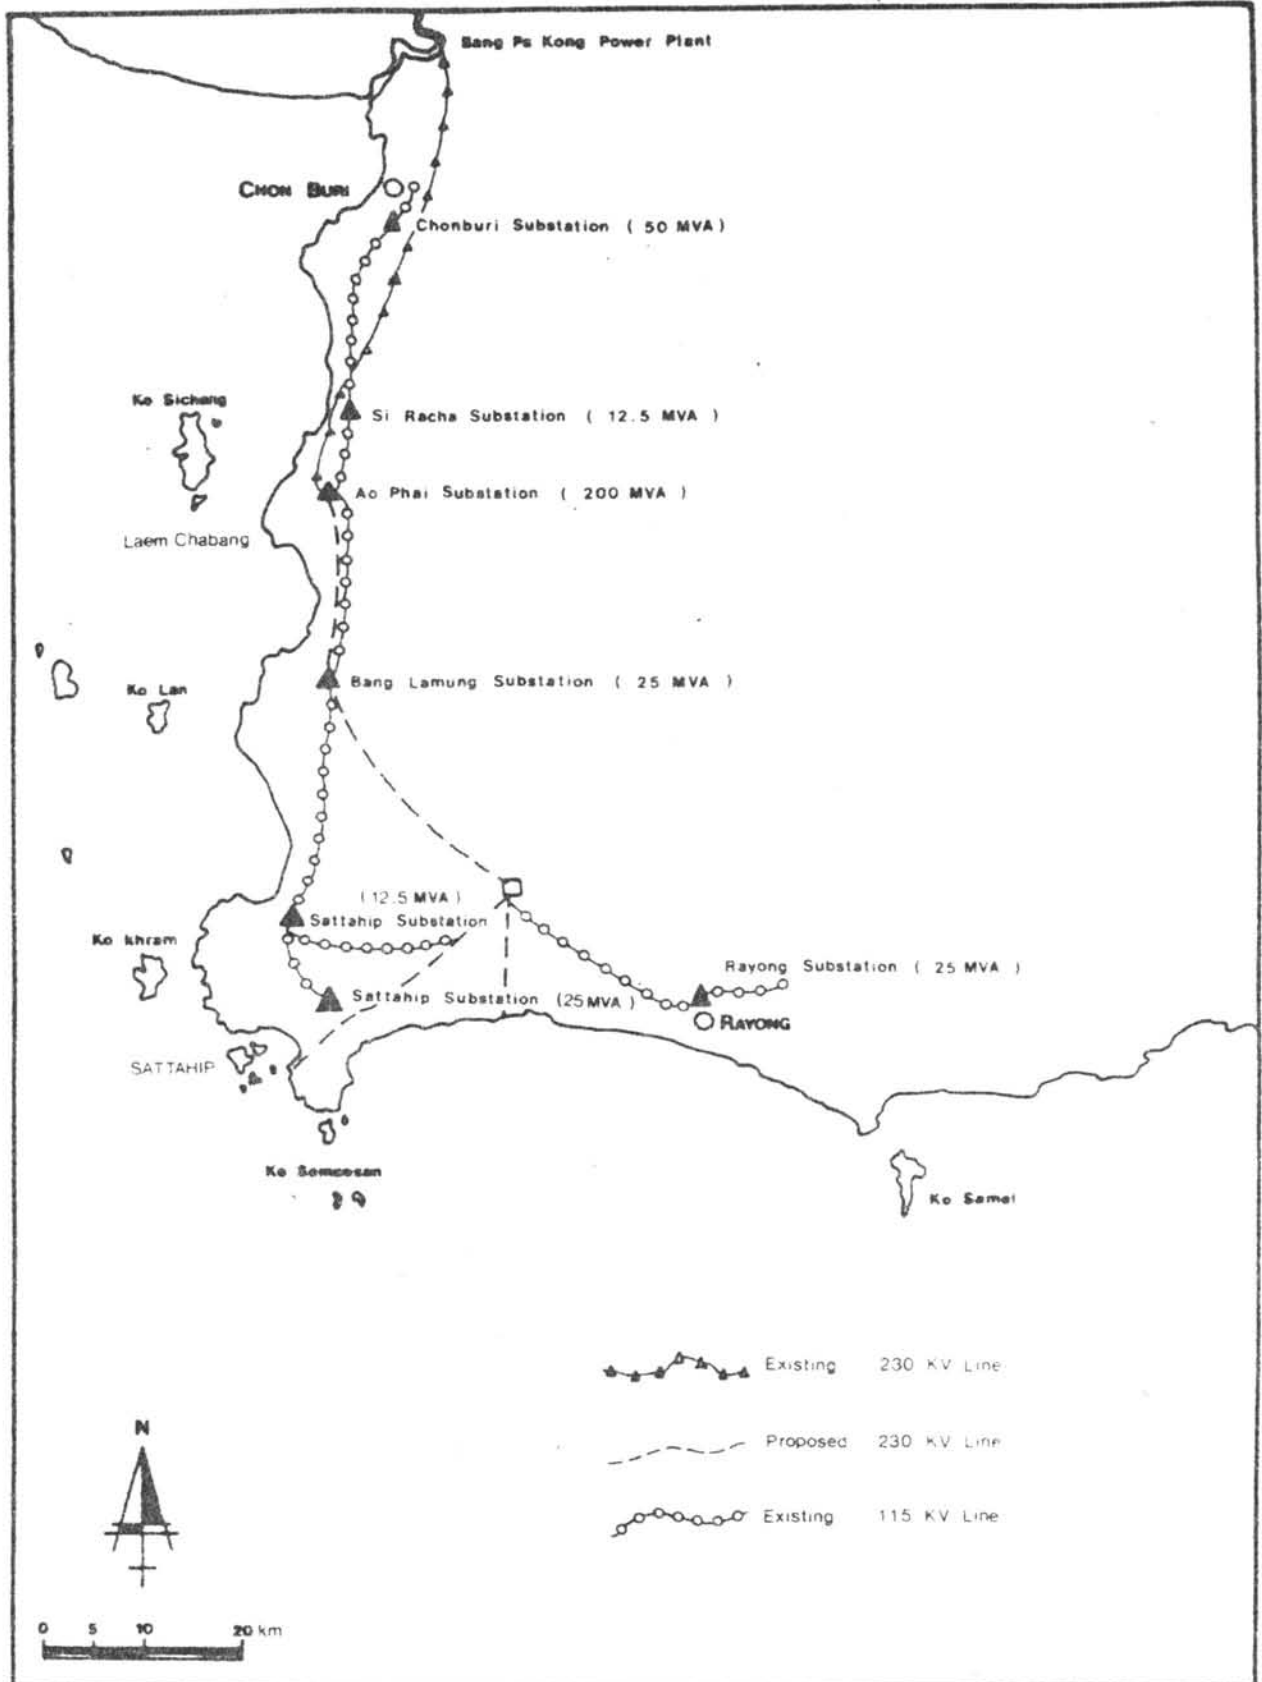 Bang Pa Kong Power Plant
CHON BURI
Chonburi Substation ( 50 MVA )
Ko Sichang
Si Racha Substation ( 12.5 MVA )
Ao Phai Substation ( 200 MVA )
Laem Chabang
Bang Lamung Substation ( 25 MVA )
Ko Lan
(12.5 MVA)
Sattahip Substation
Ko Khram
Rayong Substation ( 25 MVA )
Sattahip Substation (25 MVA)
RAYONG
SATTAHIP
Ko Samaesan
Ko Samet
Existing 230 KV Line
N
Proposed 230 KV Line
Existing 115 KV Line
0 5 10 20 km